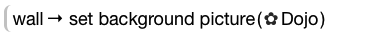 wall → set background picture(✿ Dojo)